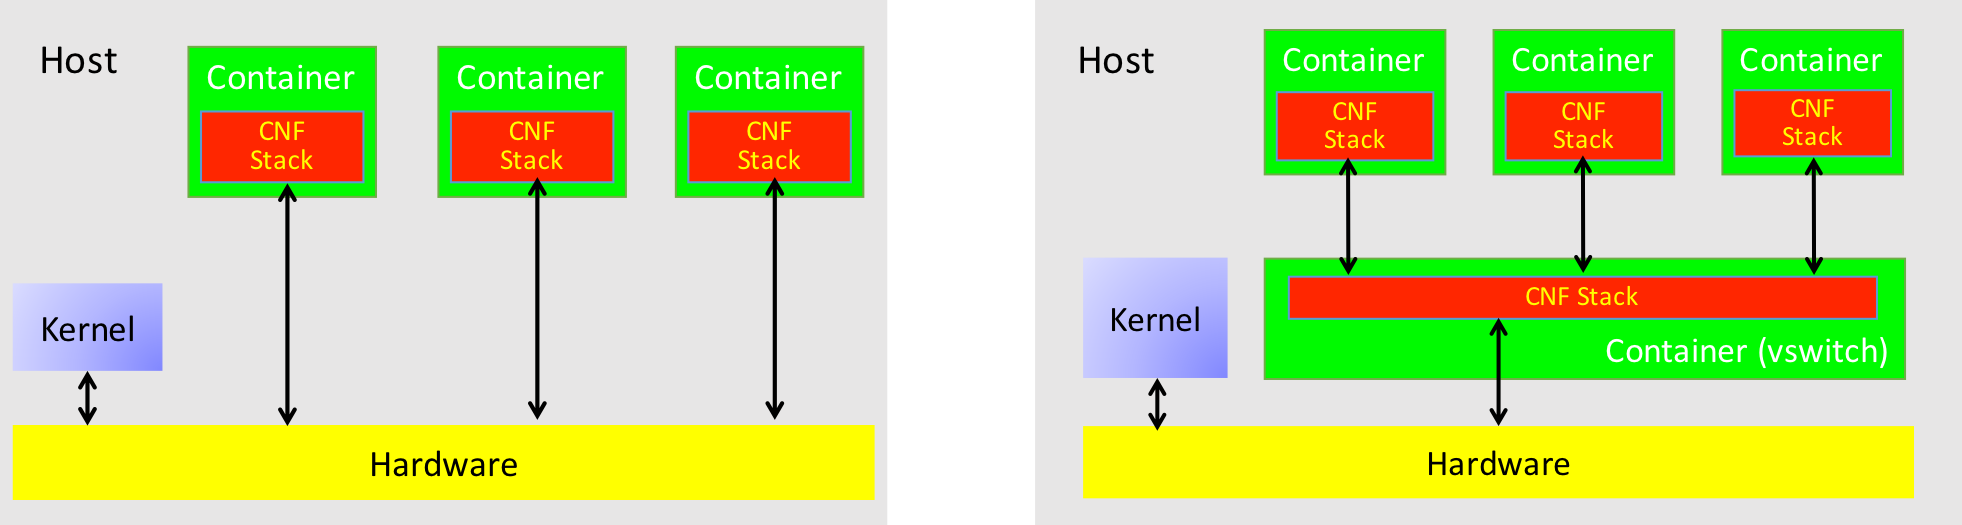 Host
Container
CNF
Stack
Container
CNF
Stack
Container
CNF
Stack
Kernel
Hardware
Host
Container
CNF
Stack
Container
CNF
Stack
Container
CNF
Stack
Kernel
CNF Stack
Container (vswitch)
Hardware